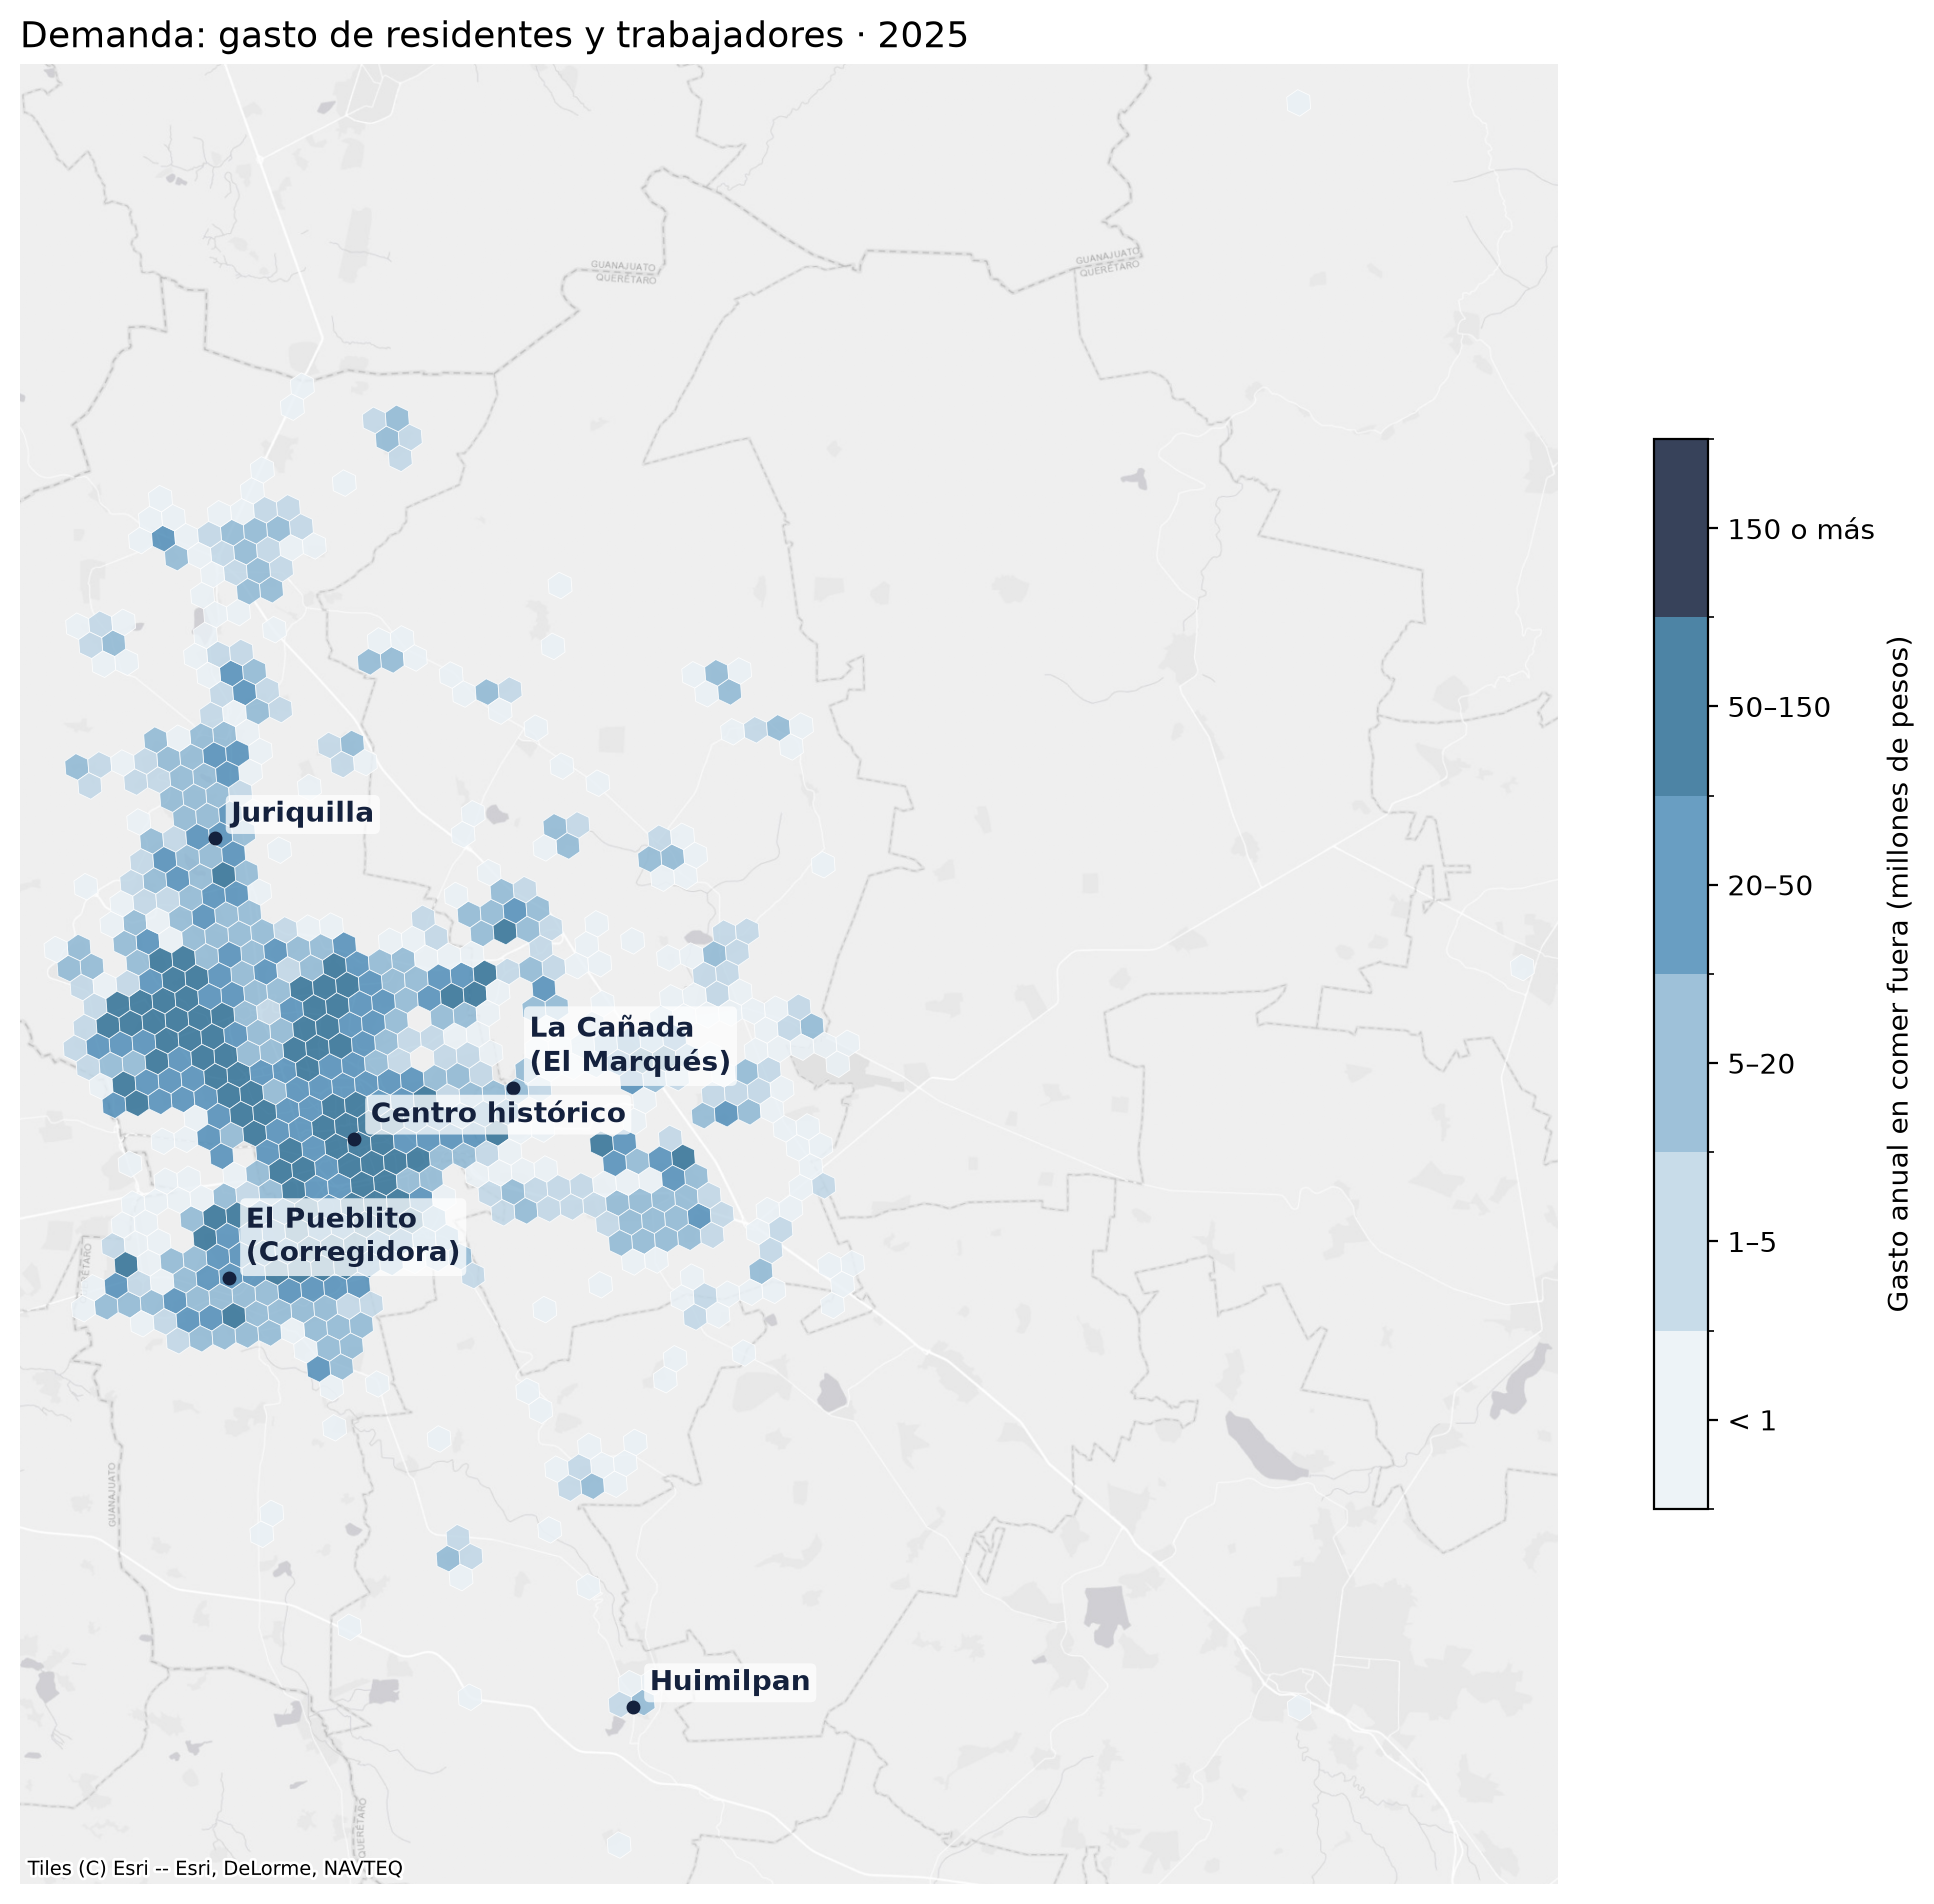 Demanda: gasto de residentes y trabajadores · 2025
GUANAJUATO
QUERÉTARO
GUANAJUATO
QUERÉTARO
150 o más
50–150
20–50
5–20
1–5
< 1
Gasto anual en comer fuera (millones de pesos)
Juriquilla
La Cañada
(El Marqués)
Centro histórico
El Pueblito
(Corregidora)
GUANAJUATO
Huimilpan
QUERÉTARO
Tiles (C) Esri -- Esri, DeLorme, NAVTEQ